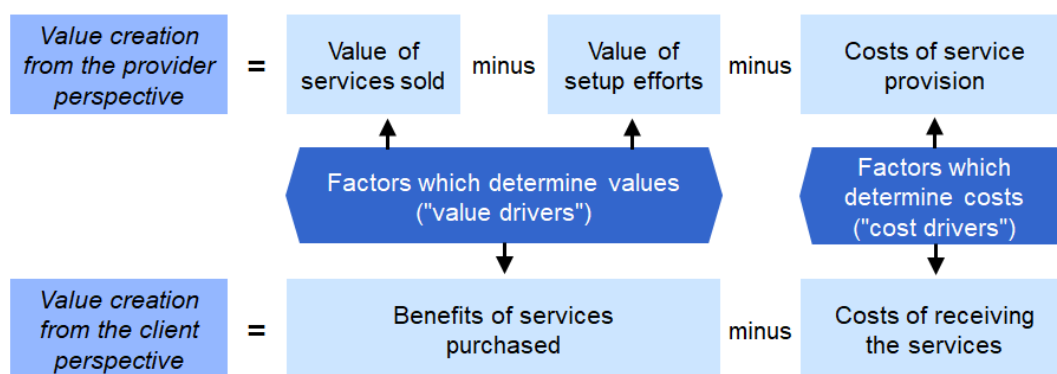 Value creation
from the provider
perspective
=
Value of
services sold
minus
Value of
setup efforts
minus
Costs of service
provision
Factors which determine values
("value drivers")
Factors which
determine costs
("cost drivers")
Value creation
from the client
perspective
=
Benefits of services
purchased
minus
Costs of receiving
the services